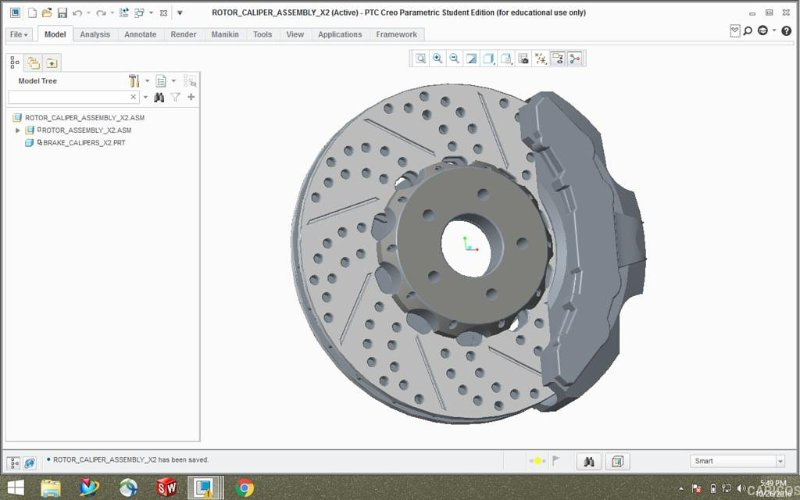 ROTOR_CALIPER_ASSEMBLY_X2 (Active) - PTC Creo Parametric Student Edition (for educational use only)
File Model Analysis Annotate Render Manikin Tools View Applications Framework
Model Tree
ROTOR_CALIPER_ASSEMBLY_X2.ASM
ROTOR_ASSEMBLY_X2.ASM
BRAKE_CALIPERS_X2.PRT
ROTOR_CALIPER_ASSEMBLY_X2 has been saved.
Smart
SW
5:49 PM